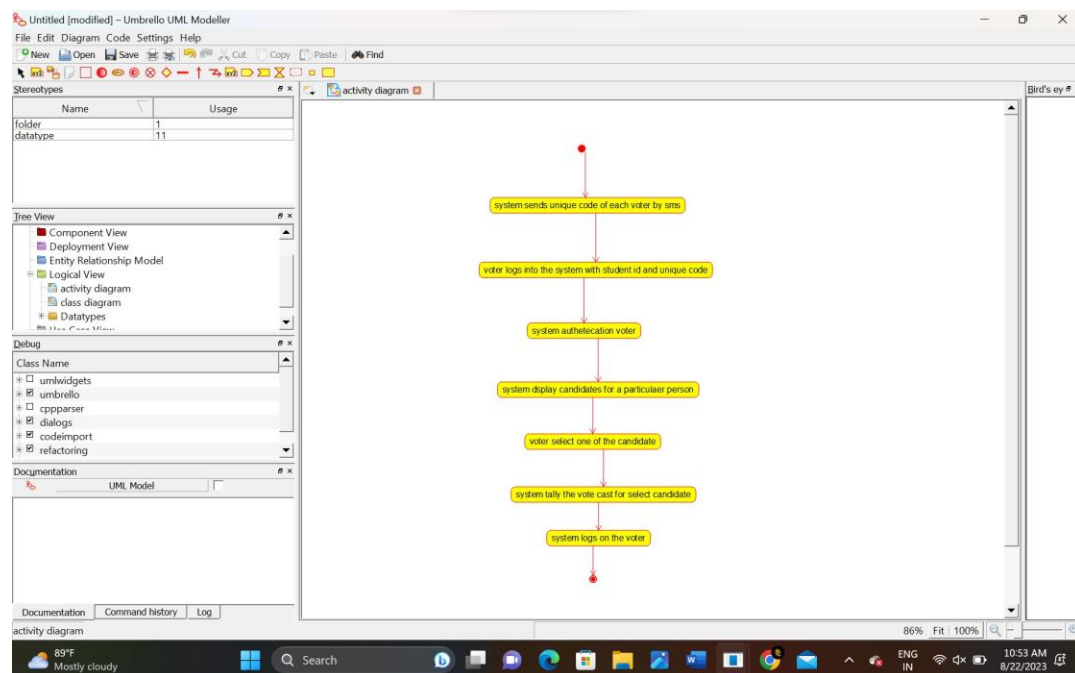 Untitled [modified] – Umbrello UML Modeller
File Edit Diagram Code Settings Help
New Open Save Cut Copy Paste Find
Stereotypes
activity diagram
Bird's ey
Name Usage
folder 1
datatype 11
Tree View
Component View
Deployment View
Entity Relationship Model
Logical View
activity diagram
class diagram
Datatypes
Debug
Class Name
umlwidgets
umbrello
cppparser
dialogs
codeimport
refactoring
Documentation
UML Model
Documentation Command history Log
system sends unique code of each voter by sms
voter logs into the system with student id and unique code
system authetecation voter
system dsplay candidates for a particulaer person
voter select one of the candidate
system tally the vote cast for select candidate
system logs on the voter
activity diagram
86% Fit 100%
89°F
Mostly cloudy
Search
ENG
IN
10:53 AM
8/22/2023